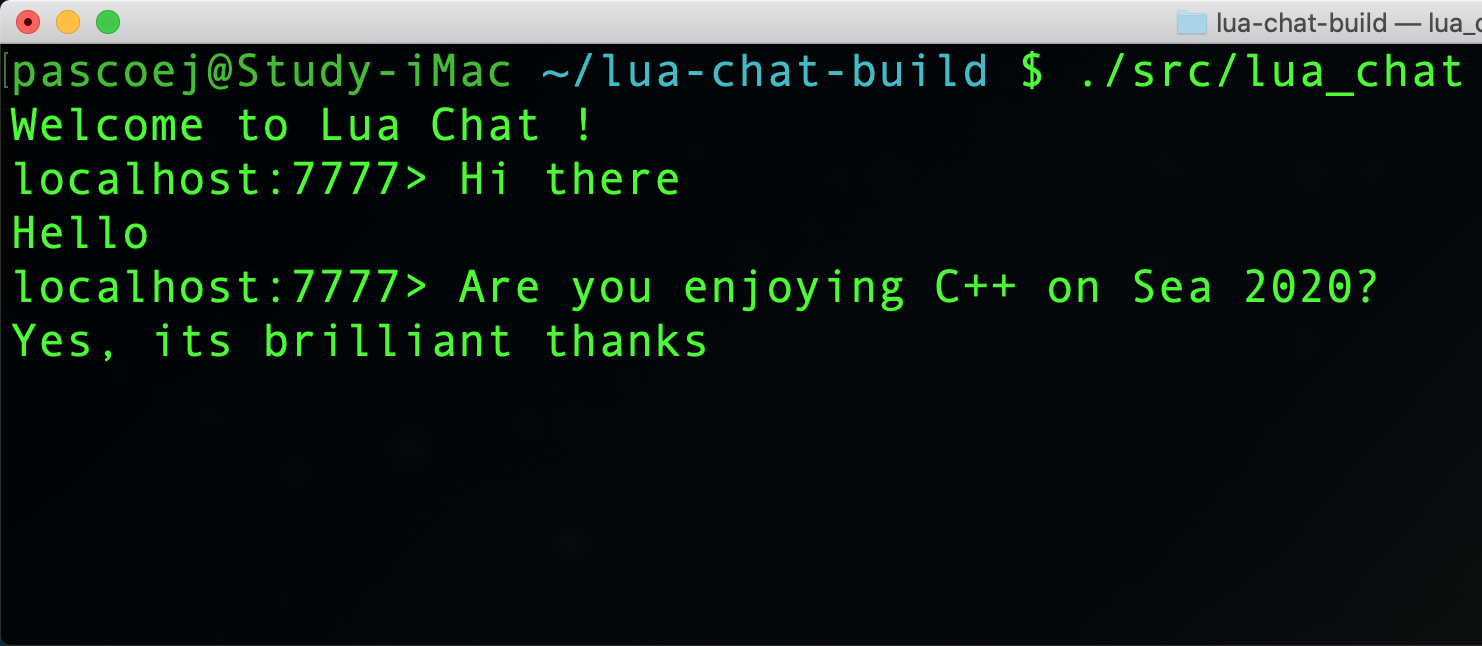 lua-chat-build — lua_
pascoej@Study-iMac ~/lua-chat-build $ ./src/lua_chat
Welcome to Lua Chat !
localhost:7777> Hi there
Hello
localhost:7777> Are you enjoying C++ on Sea 2020?
Yes, its brilliant thanks